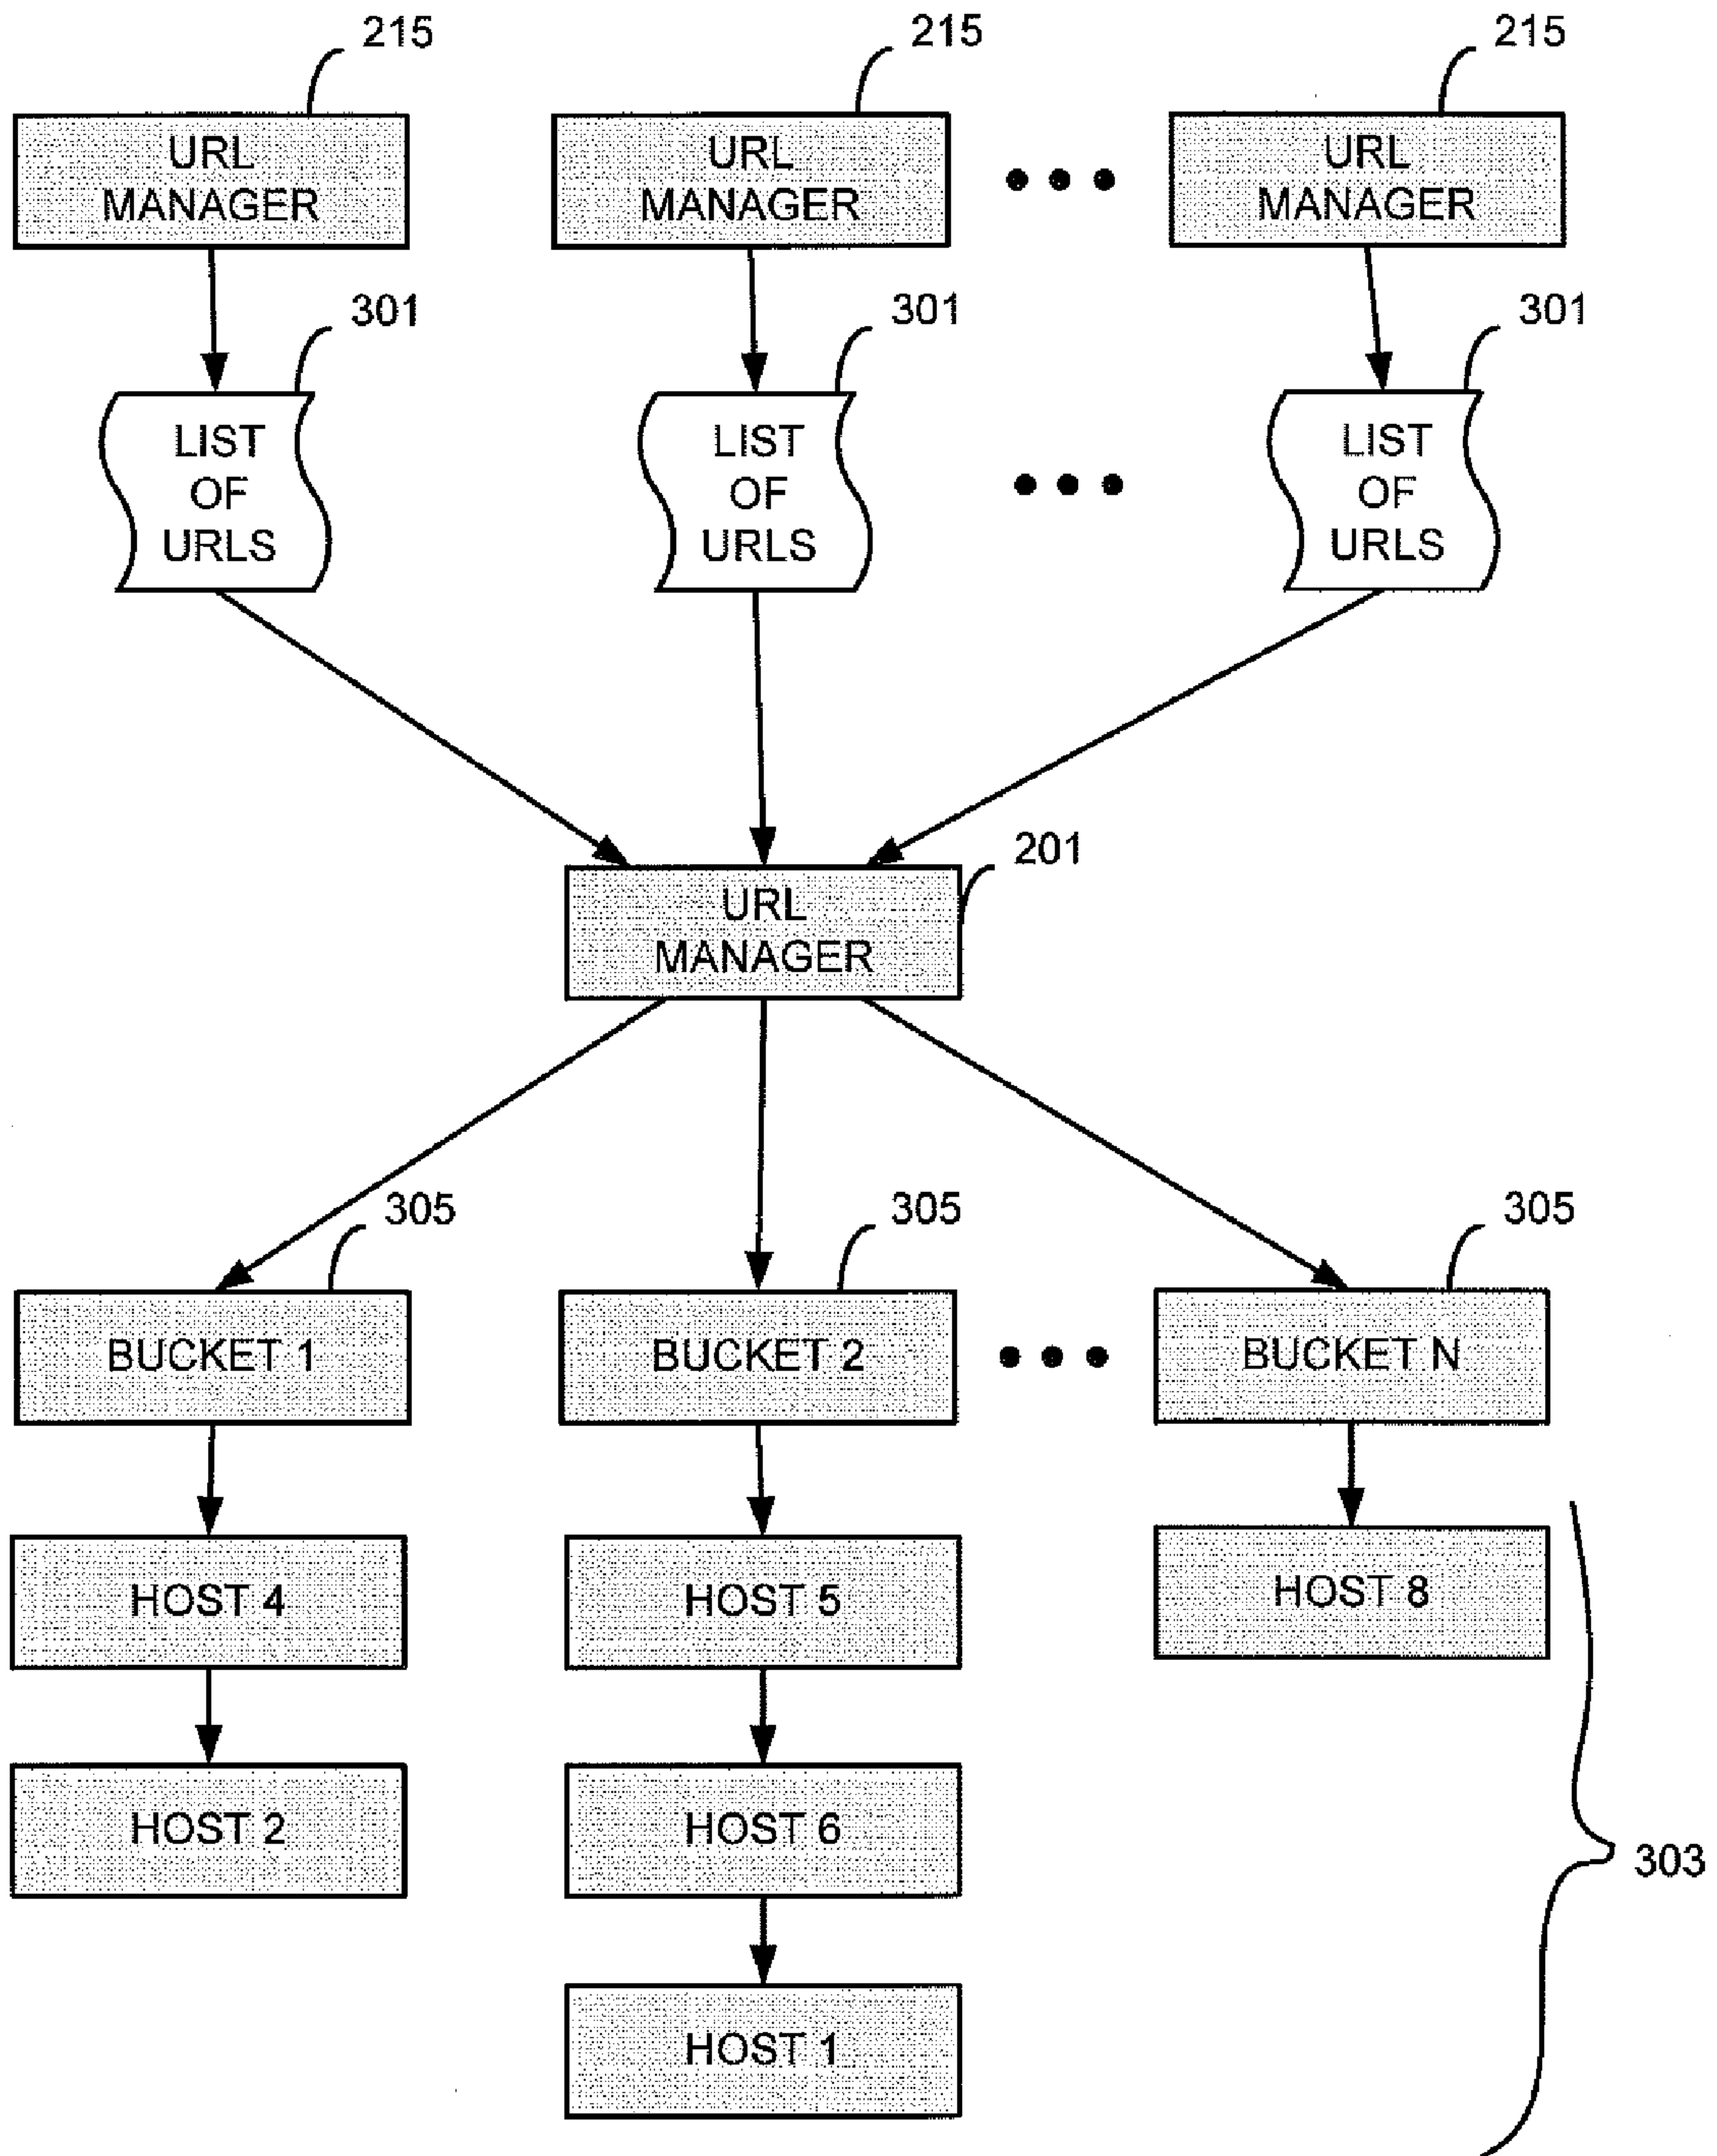 215
215
215
URL
MANAGER
URL
MANAGER
URL
MANAGER
301
301
301
LIST
OF
URLS
LIST
OF
URLS
LIST
OF
URLS
201
URL
MANAGER
305
305
305
BUCKET 1
BUCKET 2
BUCKET N
HOST 4
HOST 5
HOST 8
HOST 2
HOST 6
303
HOST 1